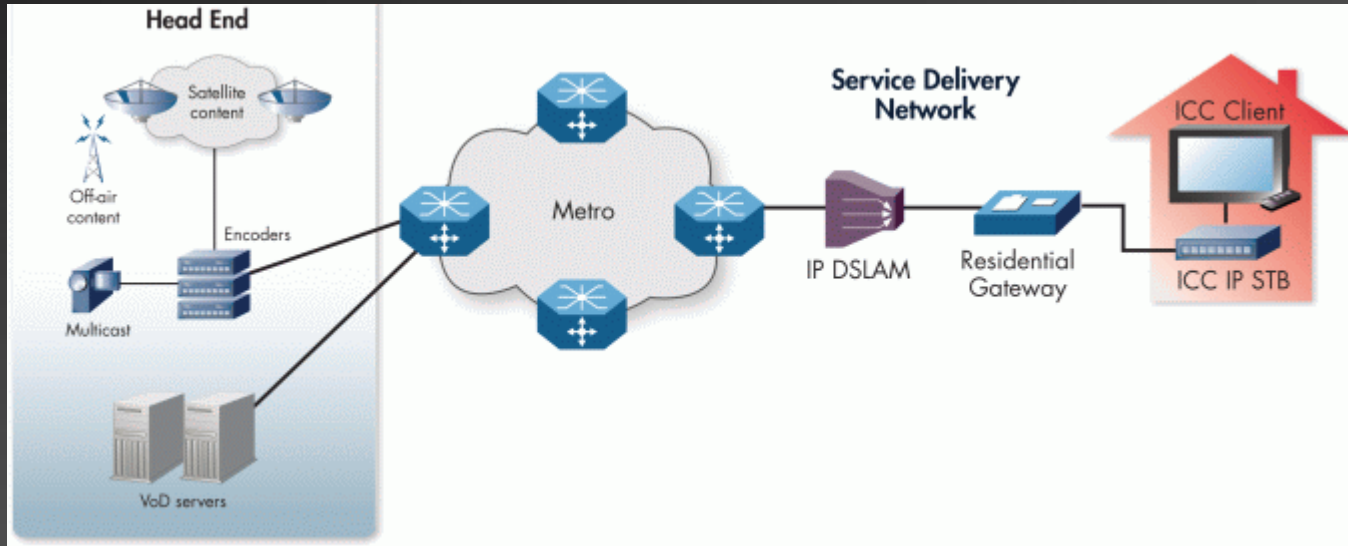 Head End
Satellite
content
Off-air
content
Encoders
Multicast
VoD servers
Metro
Service Delivery
Network
IP DSLAM
Residential
Gateway
ICC Client
ICC IP STB